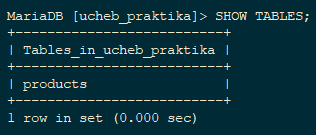 MariaDB [ucheb_praktika]> SHOW TABLES;
+--------------------------+
| Tables_in_ucheb_praktika |
+--------------------------+
| products                 |
+--------------------------+
1 row in set (0.000 sec)